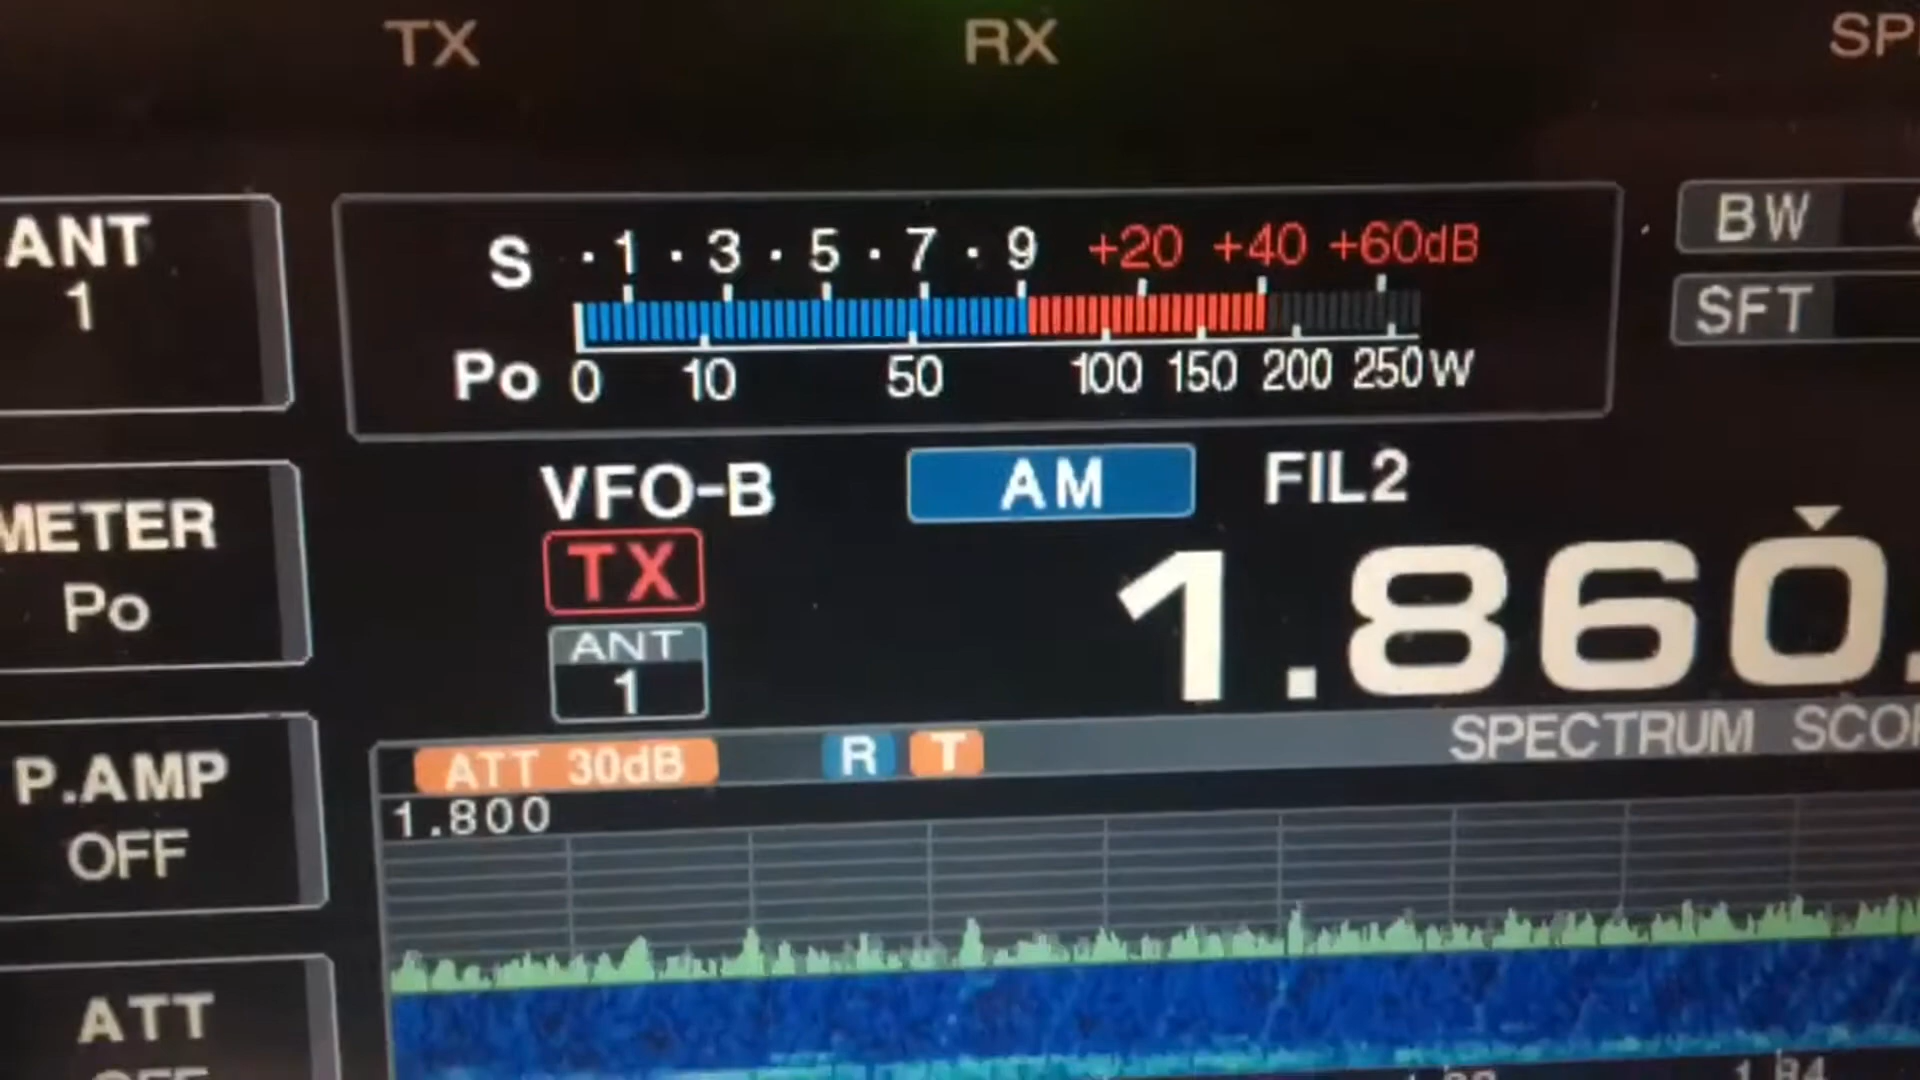 TX RX
ANT
1
BW
SFT
S ·1·3·5·7·9 +20 +40 +60dB
Po 0 10 50 100 150 200 250W
METER
Po
VFO-B AM FIL2
TX
ANT
1
1.860.
P.AMP
OFF
ATT 30dB R T SPECTRUM
1.800
ATT